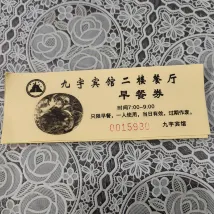 九宇宾馆二楼餐厅
早餐券
时间7:00~9:00
只供早餐，一人使用，当日有效，过期作废。
0015930
九宇宾馆